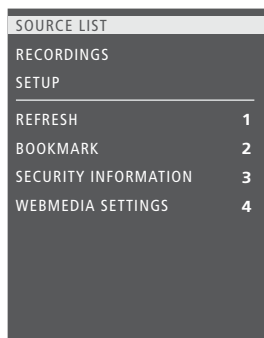 SOURCE LIST
RECORDINGS
SETUP
REFRESH 1
BOOKMARK 2
SECURITY INFORMATION 3
WEBMEDIA SETTINGS 4